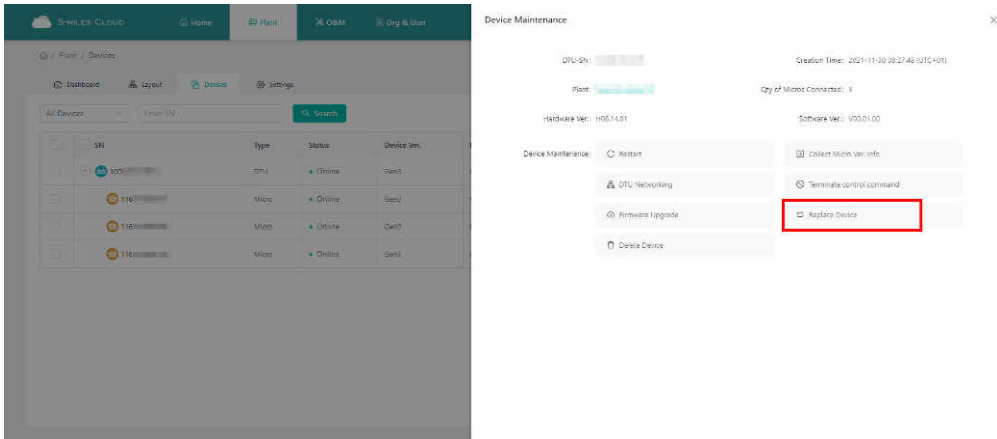 S-MILES CLOUD Home Plant O&M Org & User
/ Plant / Devices
Dashboard Layout Devices Settings
All Devices Enter SN Search
SN Type Status Device Ver.
DTU Online Gen3
116 Micro Online Gen3
116 Micro Online Gen3
116 Micro Online Gen3
Device Maintenance X
DTU-SN: Creation Time: 2021-11-30 08:27:48 (UTC+01)
Plant: Qty of Micros Connected: 3
Hardware Ver.: H06.14.01 Software Ver.: V00.01.00
Device Maintenance: Restart Collect Micro Ver. Info
DTU Networking Terminate control command
Firmware Upgrade Replace Device
Delete Device